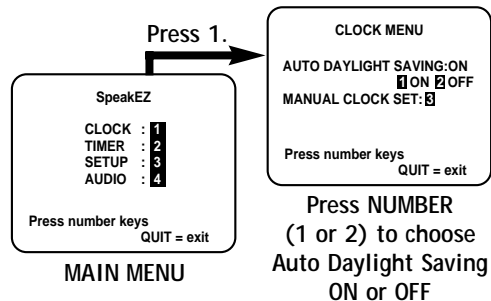 Press 1.
SpeakEZ
CLOCK : 1
TIMER : 2
SETUP : 3
AUDIO : 4
Press number keys
QUIT = exit
MAIN MENU
CLOCK MENU
AUTO DAYLIGHT SAVING:ON
1 ON 2 OFF
MANUAL CLOCK SET: 3
Press number keys
QUIT = exit
Press NUMBER
(1 or 2) to choose
Auto Daylight Saving
ON or OFF